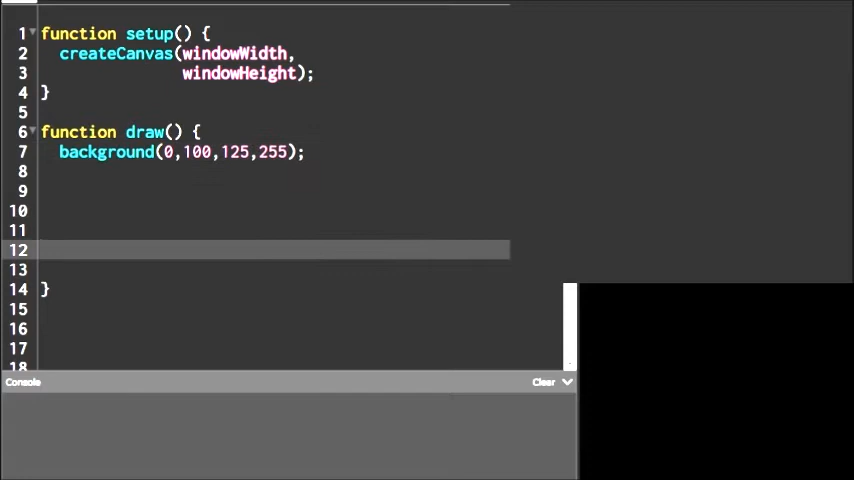 1 function setup() {
2 createCanvas(windowWidth,
3 windowHeight);
4 }
5
6 function draw() {
7 background(0,100,125,255);
8
9
10
11
12
13
14 }
15
16
17
18
Console Clear